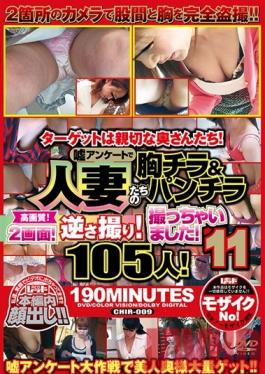 2箇所のカメラで股間と胸を完全盗撮!!
ターゲットは親切な奥さんたち!
嘘アンケートで
人妻たちの
胸チラ&
パンチラ
高画質!
2画面!
逆さ撮り!
撮っちゃい
ました!
105人!
11
本編内
顔出し!!
190MINUTES
DVD/COLOR VISION/DOLBY DIGITAL
CHIR-009
モザイク
No!
嘘アンケート大作戦で美人奥様大量ゲット!!